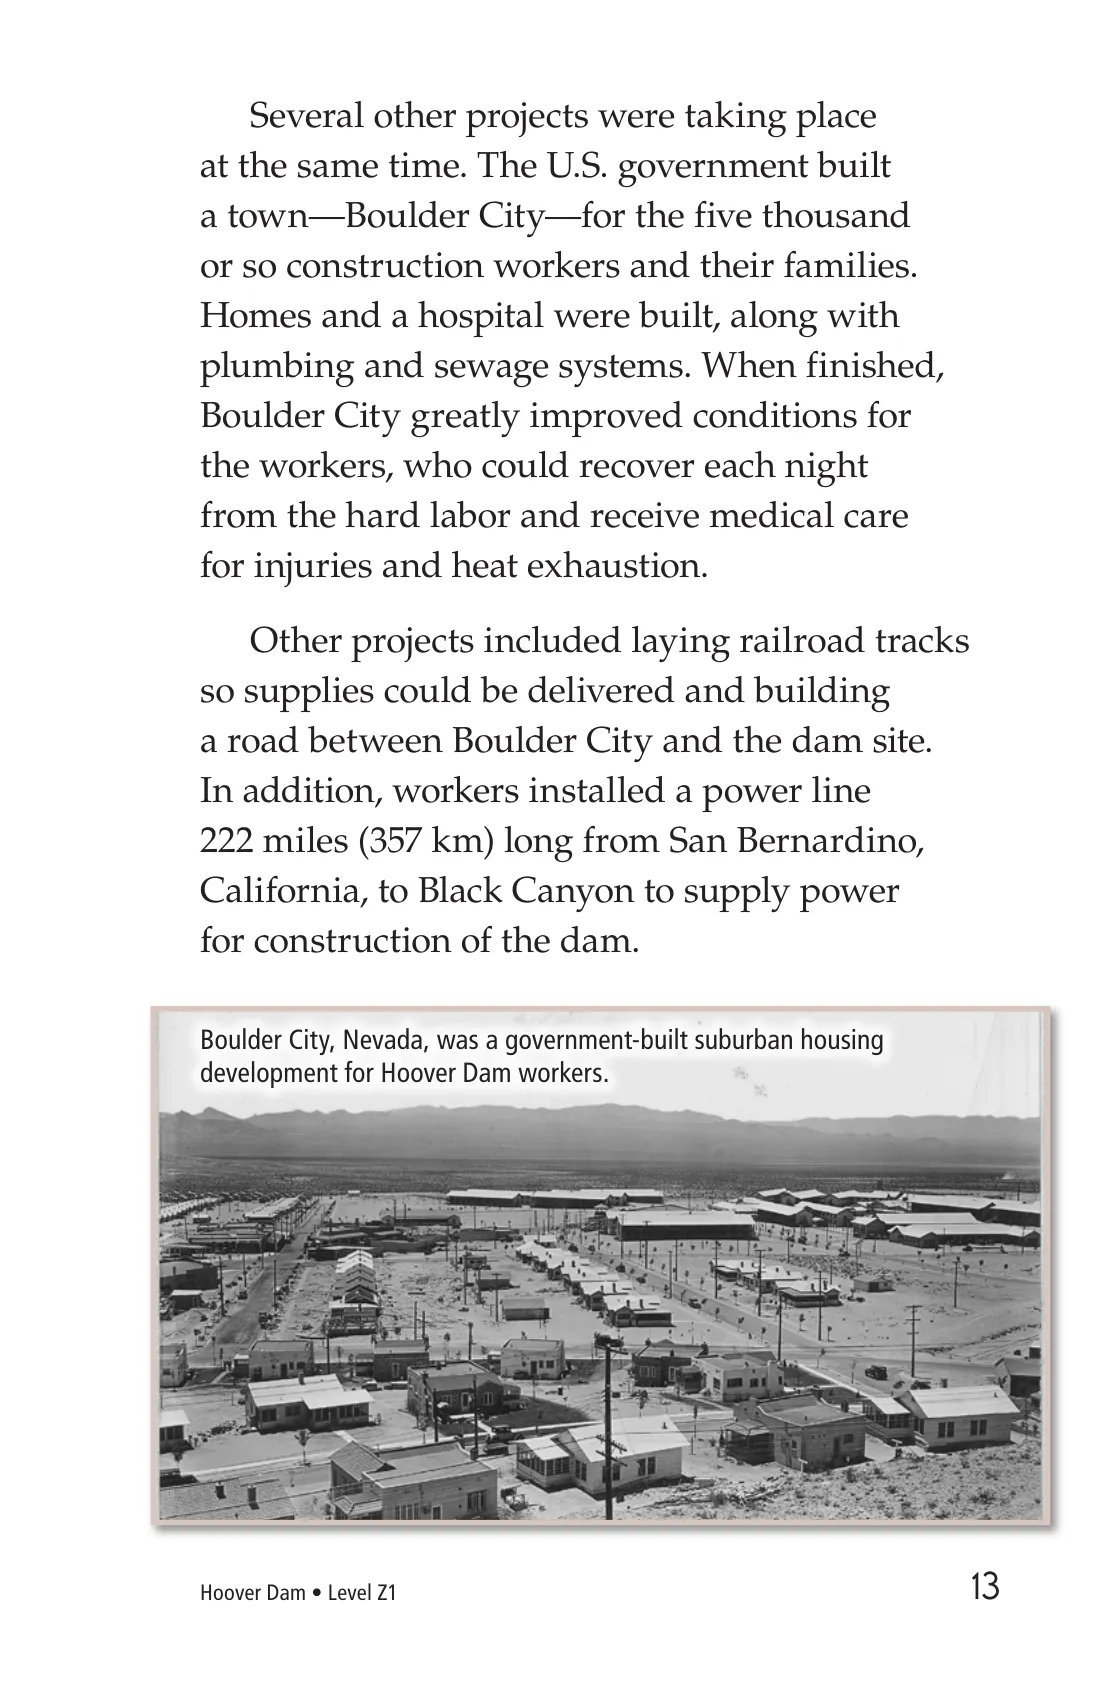 Several other projects were taking place
at the same time. The U.S. government built
a town—Boulder City—for the five thousand
or so construction workers and their families.
Homes and a hospital were built, along with
plumbing and sewage systems. When finished,
Boulder City greatly improved conditions for
the workers, who could recover each night
from the hard labor and receive medical care
for injuries and heat exhaustion.
Other projects included laying railroad tracks
so supplies could be delivered and building
a road between Boulder City and the dam site.
In addition, workers installed a power line
222 miles (357 km) long from San Bernardino,
California, to Black Canyon to supply power
for construction of the dam.
Boulder City, Nevada, was a government-built suburban housing
development for Hoover Dam workers.
Hoover Dam • Level Z1
13